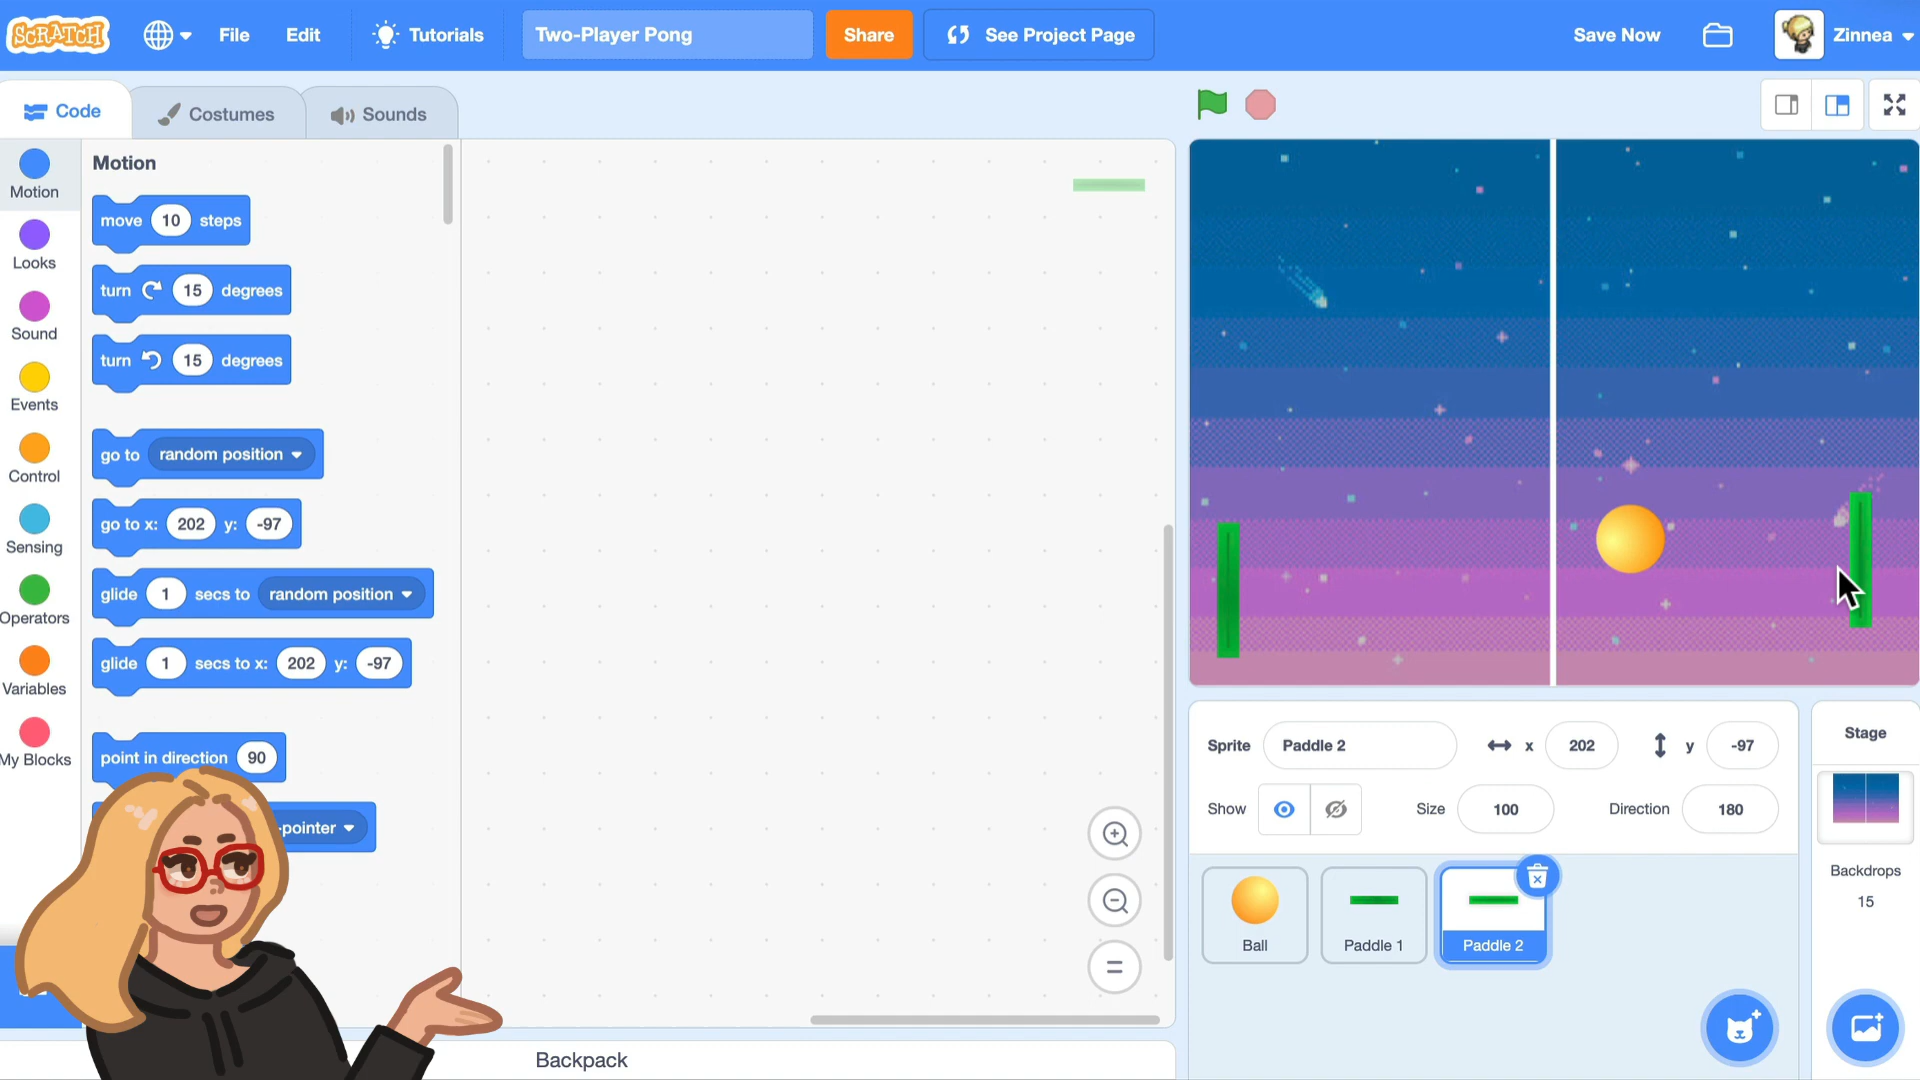 SCRATCH File Edit Tutorials Two-Player Pong Share See Project Page Save Now Zinnea
Code Costumes Sounds
Motion
Looks
Sound
Events
Control
Sensing
Operators
Variables
My Blocks
Motion
move 10 steps
turn 15 degrees
turn 15 degrees
go to random position
go to x: 202 y: -97
glide 1 secs to random position
glide 1 secs to x: 202 y: -97
point in direction 90
-pointer
Backpack
Sprite Paddle 2 x 202 y -97
Show Size 100 Direction 180
Ball Paddle 1 Paddle 2
Stage
Backdrops
15